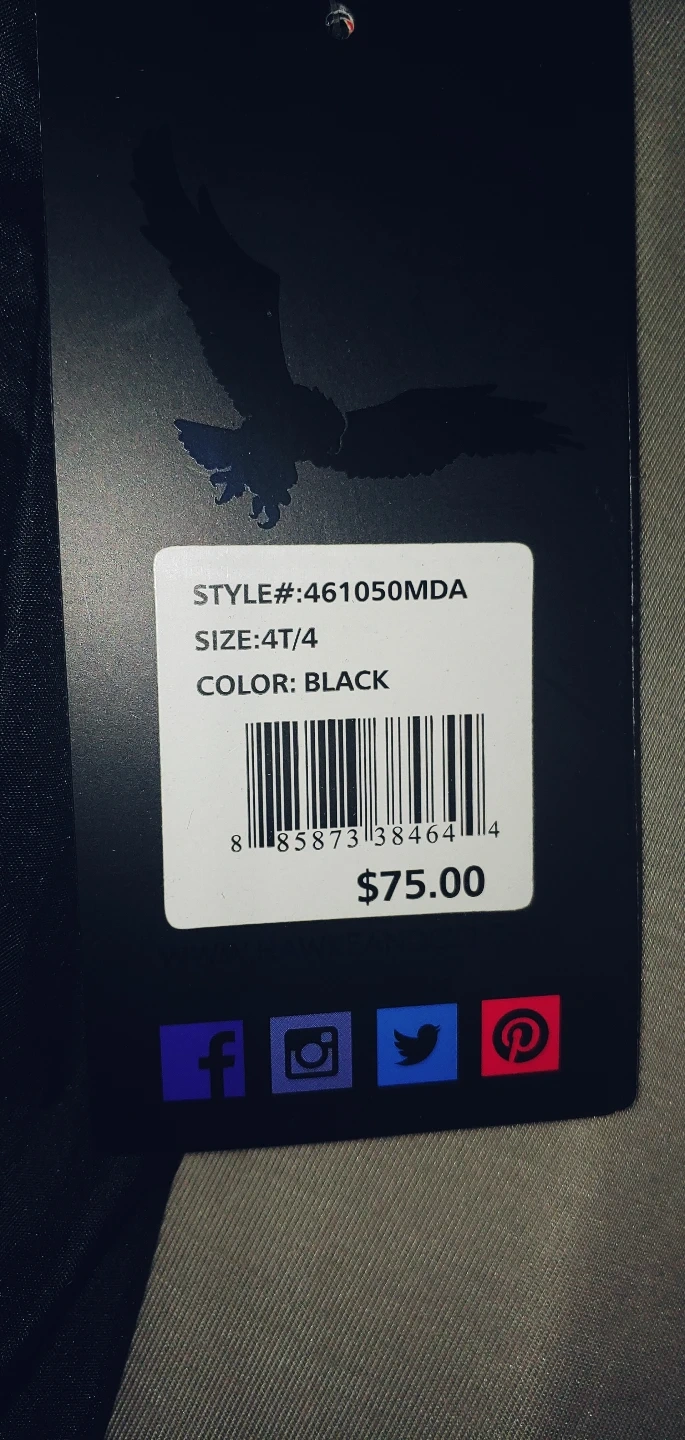 STYLE#:461050MDA
SIZE:4T/4
COLOR: BLACK
8 85873 38464 4
$75.00